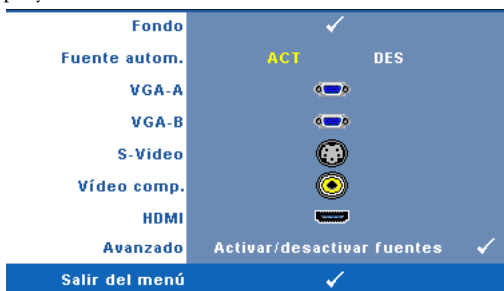 Fondo
Fuente autom. ACT DES
VGA-A
VGA-B
S-Video
Vídeo comp.
HDMI
Avanzado Activar/desactivar fuentes
Salir del menú